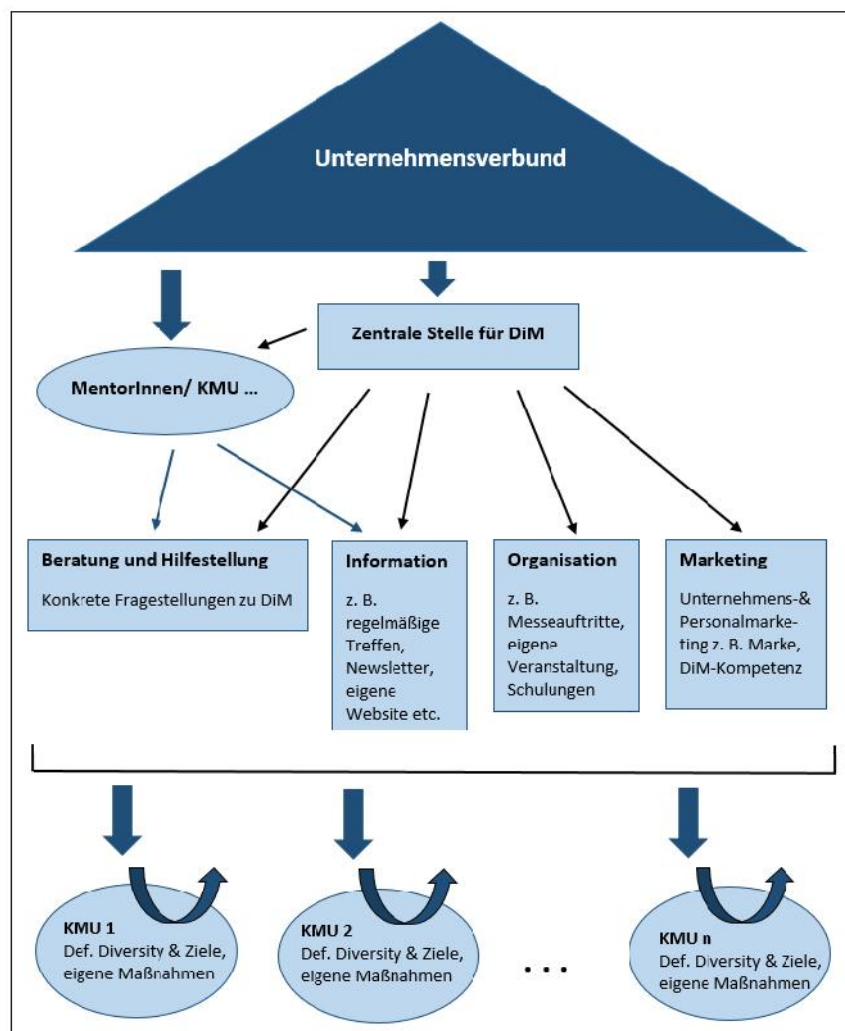 Unternehmensverbund
Zentrale Stelle für DiM
MentorInnen/ KMU ...
Beratung und Hilfestellung
Konkrete Fragestellungen zu DiM
Information
z. B.
regelmäßige
Treffen,
Newsletter,
eigene
Website etc.
Organisation
z. B.
Messeauftritte,
eigene
Veranstaltung,
Schulungen
Marketing
Unternehmens-&
Personalmarke-
ting z. B. Marke,
DiM-Kompetenz
KMU 1
Def. Diversity & Ziele,
eigene Maßnahmen
KMU 2
Def. Diversity & Ziele,
eigene Maßnahmen
...
KMU n
Def. Diversity & Ziele,
eigene Maßnahmen